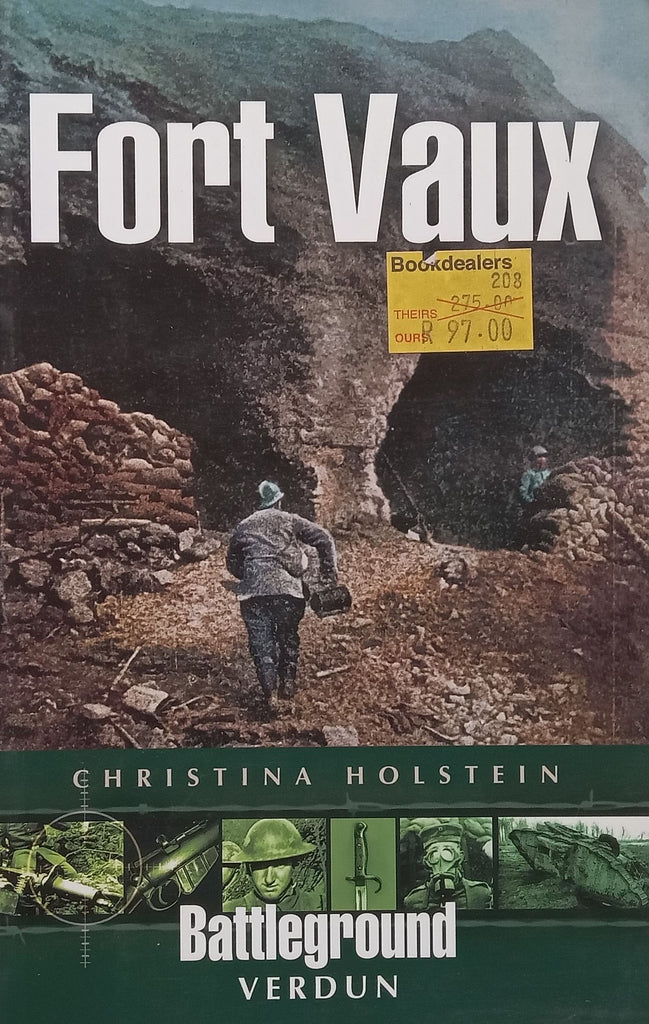 Fort Vaux
Bookdealers
208
THEIRS 275.00
OURS R 97.00
CHRISTINA HOLSTEIN
Battleground
VERDUN